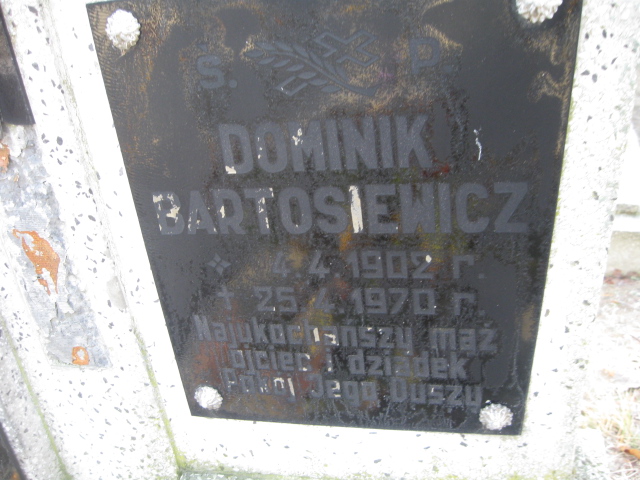 Ś. P
DOMINIK
BARTOSIEWICZ
4.4.1902 r.
25.4.1970 r.
Najukochańszy mąż
ojciec i dziadek
Pokój Jego Duszy